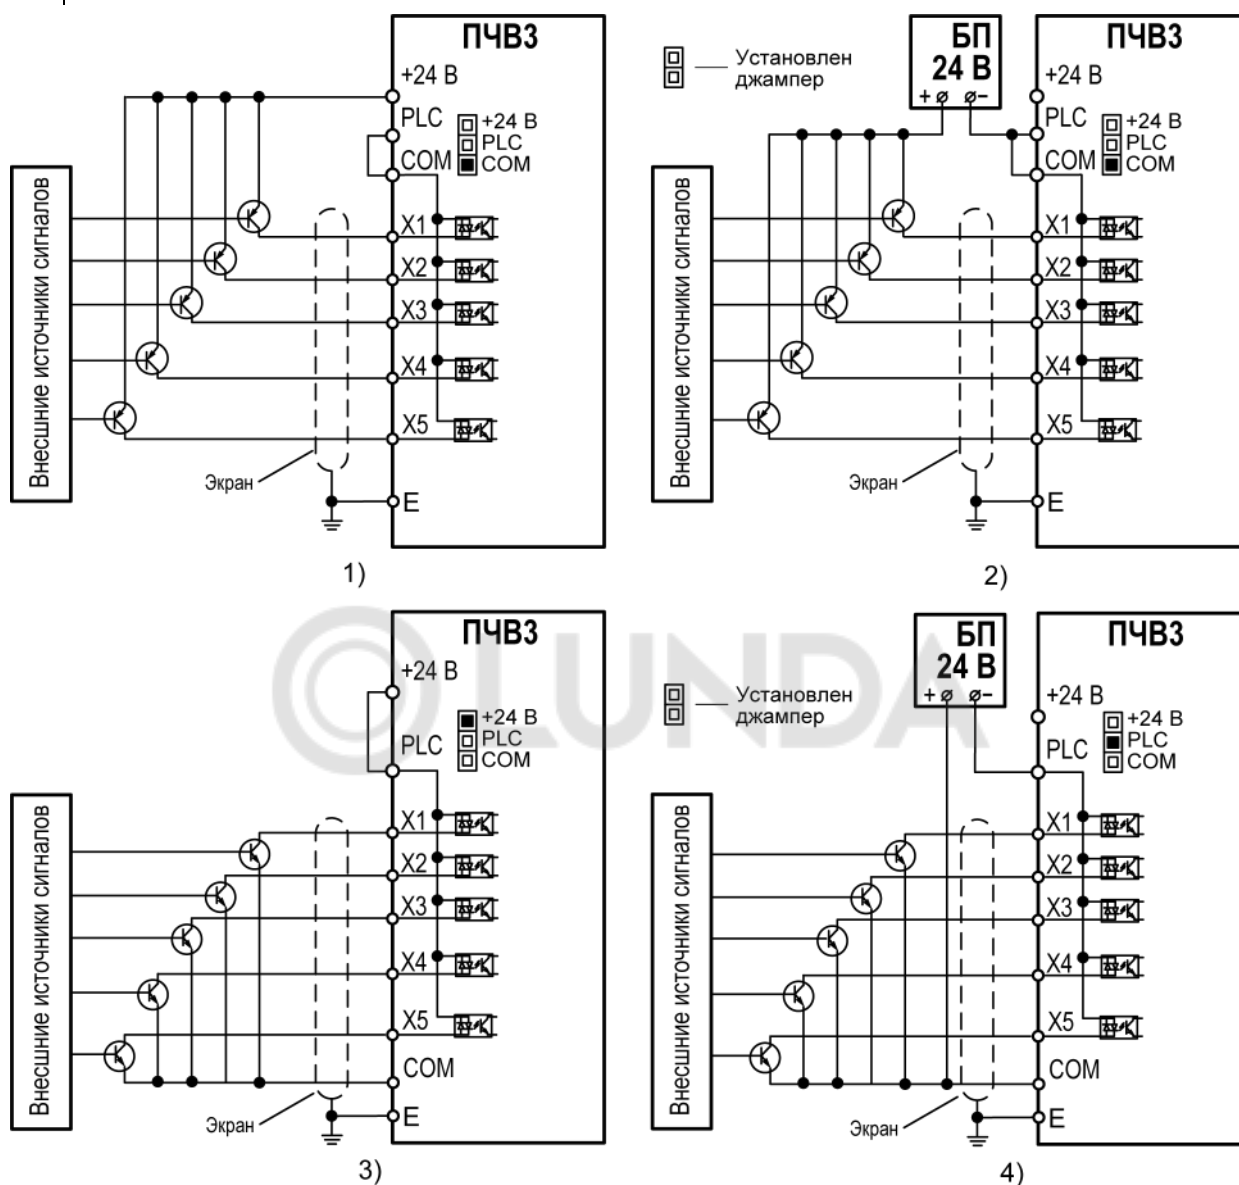 ПЧВ3
+24 В
PLC
COM
+24 В
PLC
COM
X1
X2
X3
X4
X5
E
Внесшние источники сигналов
Экран
1)
Установлен
джампер
БП
24 В
+ -
ПЧВ3
+24 В
PLC
COM
+24 В
PLC
COM
X1
X2
X3
X4
X5
E
Внешние источники сигналов
Экран
2)
LUNDA
ПЧВ3
+24 В
PLC
+24 В
PLC
COM
X1
X2
X3
X4
X5
COM
E
Внешние источники сигналов
Экран
3)
Установлен
джампер
БП
24 В
+ -
ПЧВ3
+24 В
PLC
+24 В
PLC
COM
X1
X2
X3
X4
X5
COM
E
Внешние источники сигналов
Экран
4)